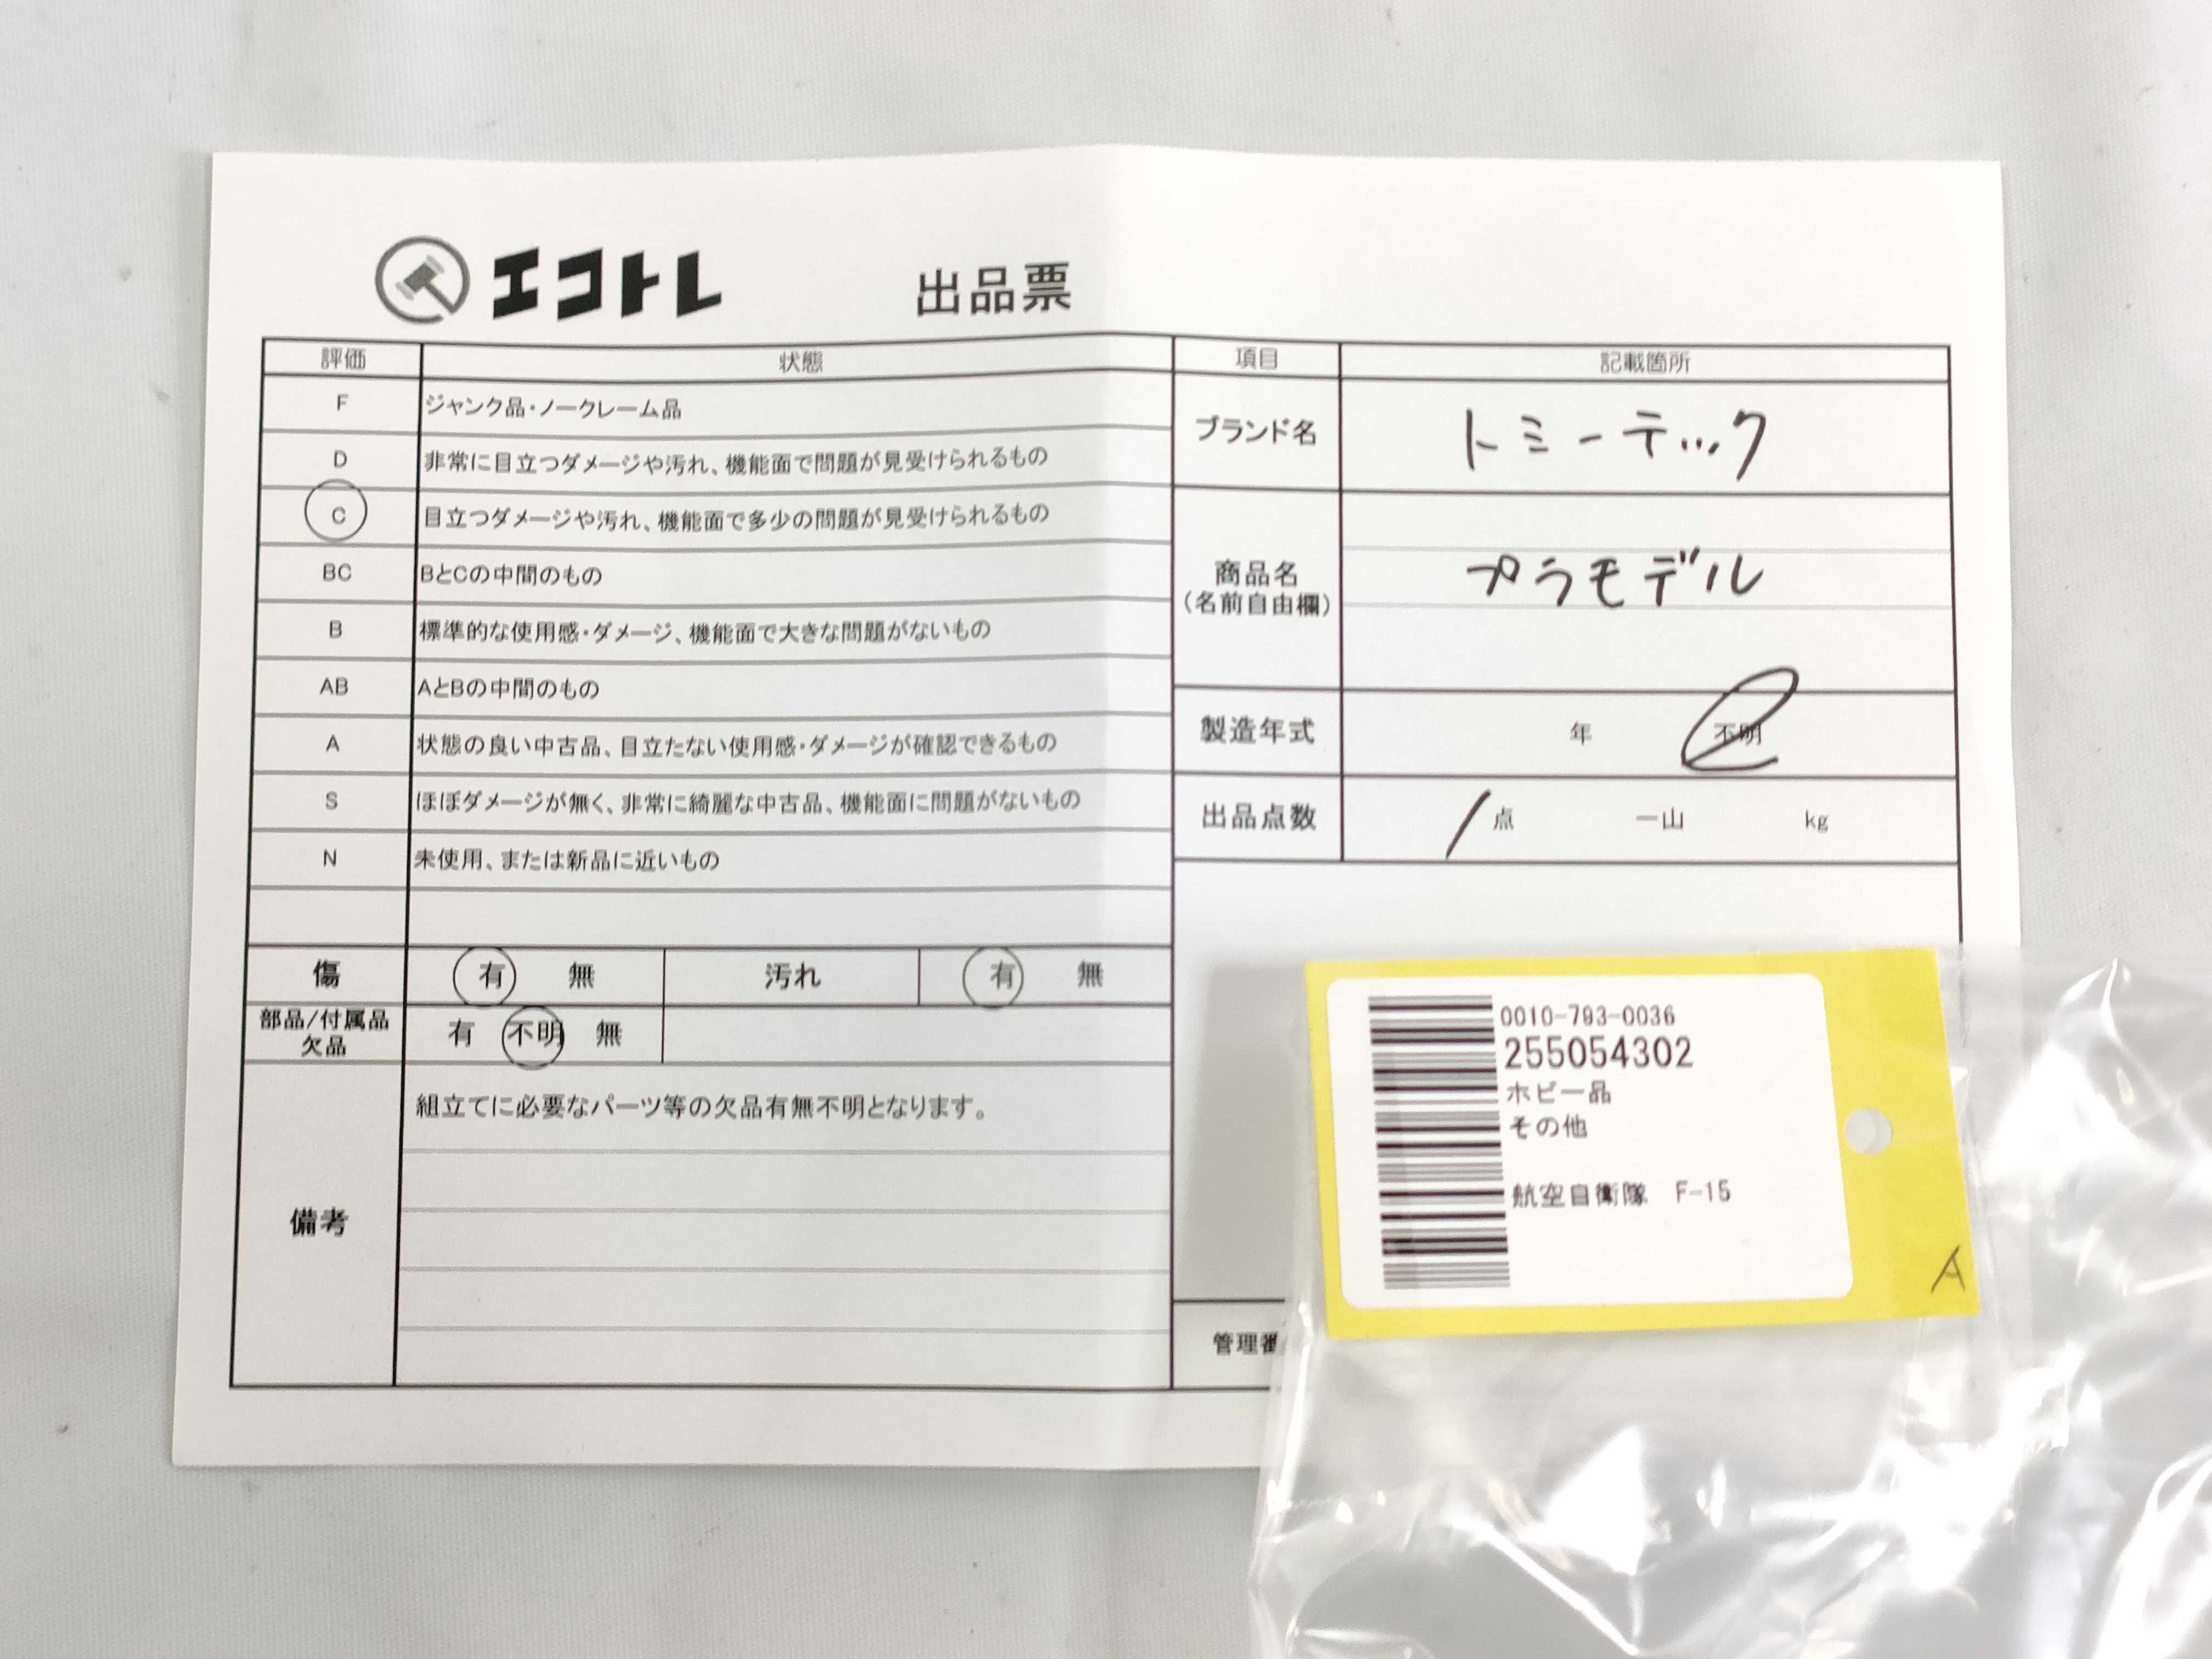 エコトレ 出品票
評価 状態
F ジャンク品・ノークレーム品
D 非常に目立つダメージや汚れ、機能面で問題が見受けられるもの
C 目立つダメージや汚れ、機能面で多少の問題が見受けられるもの
BC BとCの中間のもの
B 標準的な使用感・ダメージ、機能面で大きな問題がないもの
AB AとBの中間のもの
A 状態の良い中古品、目立たない使用感・ダメージが確認できるもの
S ほぼダメージが無く、非常に綺麗な中古品、機能面に問題がないもの
N 未使用、または新品に近いもの
傷 有 無 汚れ 有 無
部品/付属品
欠品 有 不明 無
備考 組立てに必要なパーツ等の欠品有無不明となります。
項目 記載箇所
ブランド名 トミーテック
商品名
(名前自由欄) プラモデル
製造年式 年 不明
出品点数 1点 一山 kg
管理番
0010-793-0036
255054302
ホビー品
その他
航空自衛隊 F-15
A